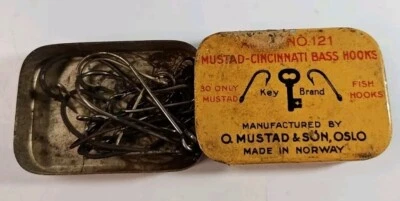 NO. 121
MUSTAD-CINCINNATI BASS HOOKS
30 ONLY
MUSTAD
Key Brand
FISH
HOOKS
MANUFACTURED BY
O. MUSTAD & SON, OSLO
MADE IN NORWAY